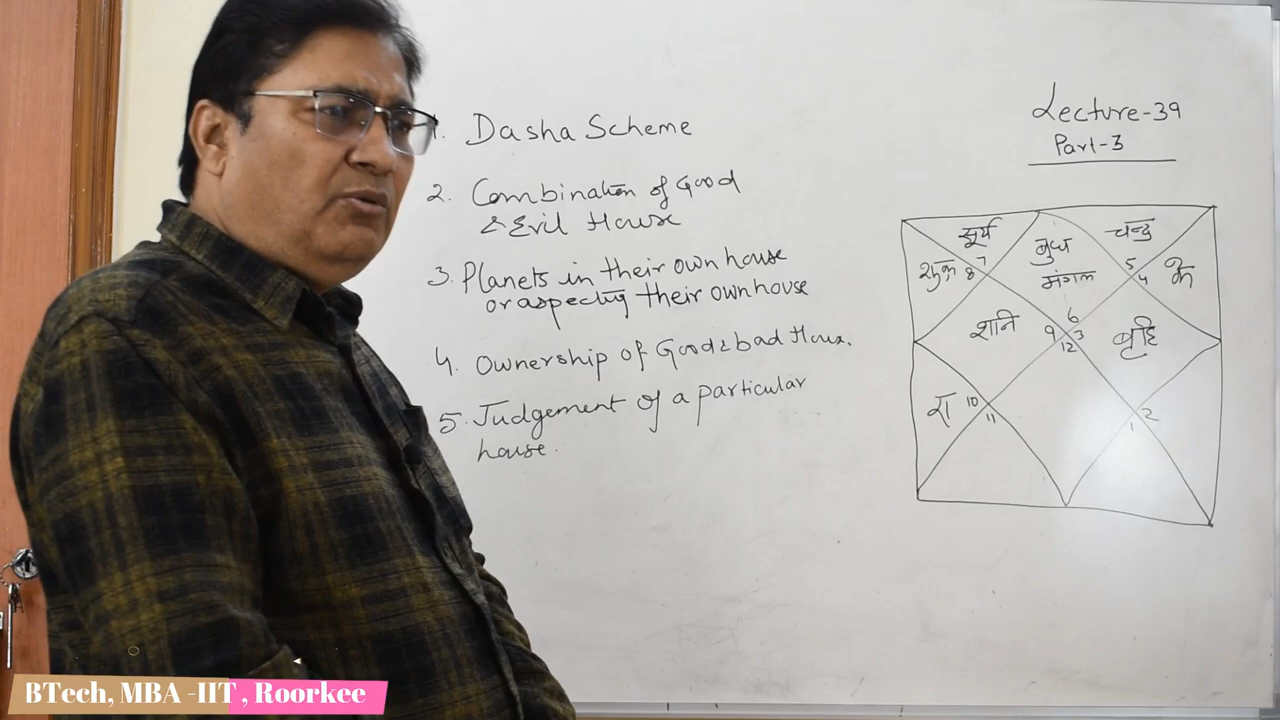 Lecture-39
Part-3
1. Dasha Scheme
2. Combination of Good
& Evil House
3. Planets in their own house
or aspecting their own house
4. Ownership of Good & bad House.
5. Judgement of a particular
house.
सूर्य
बुध
चन्द्र
शुक्र
8
7
मंगल
5
4
के
शनि
9
6
3
12
बृह
रा
10
11
2
1
BTech, MBA -IIT , Roorkee